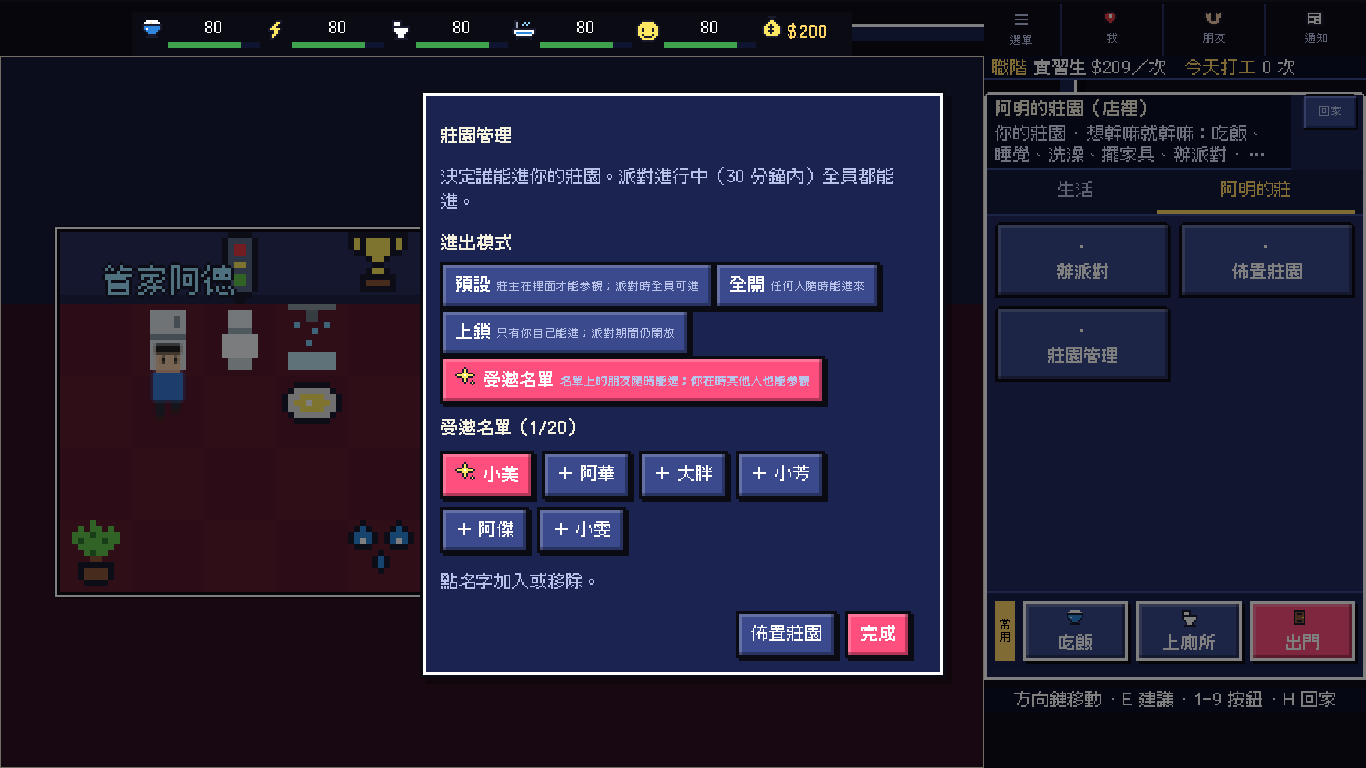 80 80 80 80 80 $200
選單 我 朋友 通知
職階 實習生 $209／次 今天打工 0 次
阿明的莊園（店裡）
回家
你的莊園・想幹嘛就幹嘛：吃飯、
睡覺、洗澡、擺家具、辦派對・…
生活 阿明的莊
辦派對 佈置莊園
莊園管理
管家阿德
莊園管理
決定誰能進你的莊園。派對進行中（30 分鐘內）全員都能
進。
進出模式
預設 莊主在裡面才能參觀；派對時全員可進
全開 任何人隨時能進來
上鎖 只有你自己能進；派對期間仍開放
受邀名單 名單上的朋友隨時能進；你在時其他人也能參觀
受邀名單（1/20）
小美 ＋ 阿華 ＋ 大胖 ＋ 小芳
＋ 阿傑 ＋ 小雯
點名字加入或移除。
佈置莊園 完成
常用
吃飯 上廁所 出門
方向鍵移動・E 建議・1-9 按鈕・H 回家